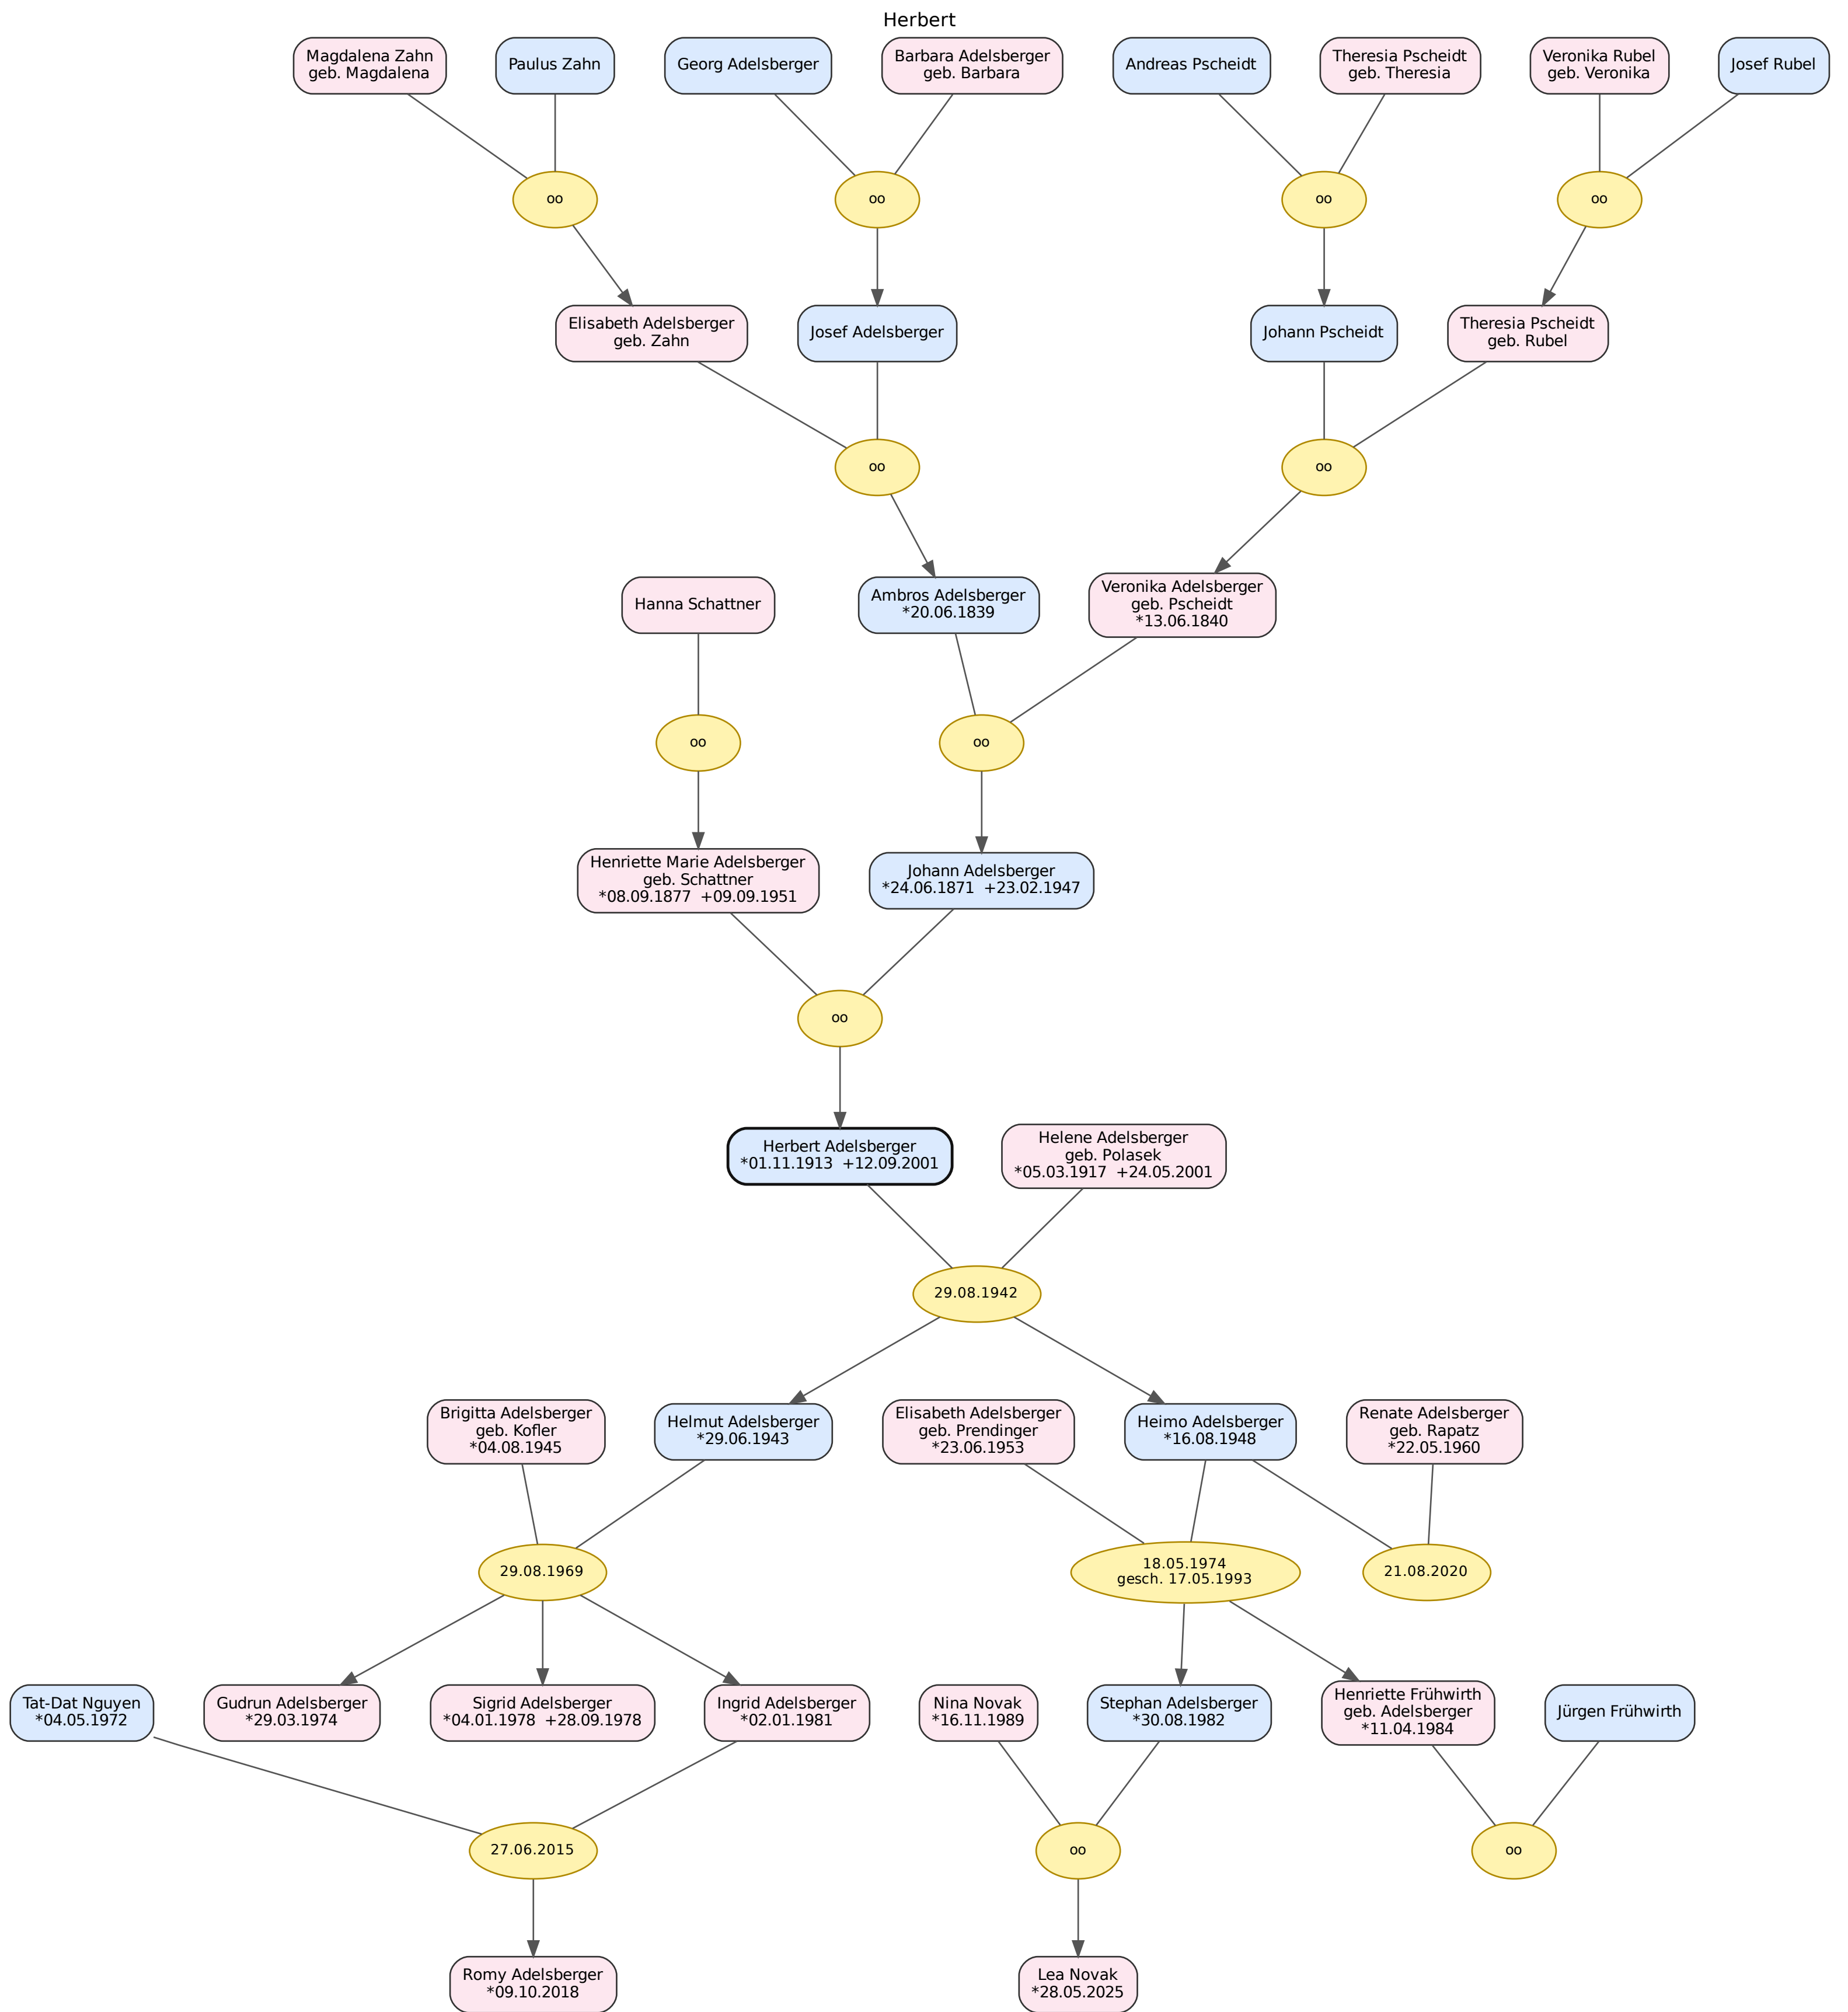 Herbert
Magdalena Zahn
geb. Magdalena
Paulus Zahn
Georg Adelsberger
Barbara Adelsberger
geb. Barbara
Andreas Pscheidt
Theresia Pscheidt
geb. Theresia
Veronika Rubel
geb. Veronika
Josef Rubel
oo
oo
oo
oo
Elisabeth Adelsberger
geb. Zahn
Josef Adelsberger
Johann Pscheidt
Theresia Pscheidt
geb. Rubel
oo
oo
Hanna Schattner
Ambros Adelsberger
*20.06.1839
Veronika Adelsberger
geb. Pscheidt
*13.06.1840
oo
oo
Henriette Marie Adelsberger
geb. Schattner
*08.09.1877  +09.09.1951
Johann Adelsberger
*24.06.1871  +23.02.1947
oo
Herbert Adelsberger
*01.11.1913  +12.09.2001
Helene Adelsberger
geb. Polasek
*05.03.1917  +24.05.2001
29.08.1942
Brigitta Adelsberger
geb. Kofler
*04.08.1945
Helmut Adelsberger
*29.06.1943
Elisabeth Adelsberger
geb. Prendinger
*23.06.1953
Heimo Adelsberger
*16.08.1948
Renate Adelsberger
geb. Rapatz
*22.05.1960
29.08.1969
18.05.1974
gesch. 17.05.1993
21.08.2020
Tat-Dat Nguyen
*04.05.1972
Gudrun Adelsberger
*29.03.1974
Sigrid Adelsberger
*04.01.1978  +28.09.1978
Ingrid Adelsberger
*02.01.1981
Nina Novak
*16.11.1989
Stephan Adelsberger
*30.08.1982
Henriette Frühwirth
geb. Adelsberger
*11.04.1984
Jürgen Frühwirth
27.06.2015
oo
oo
Romy Adelsberger
*09.10.2018
Lea Novak
*28.05.2025